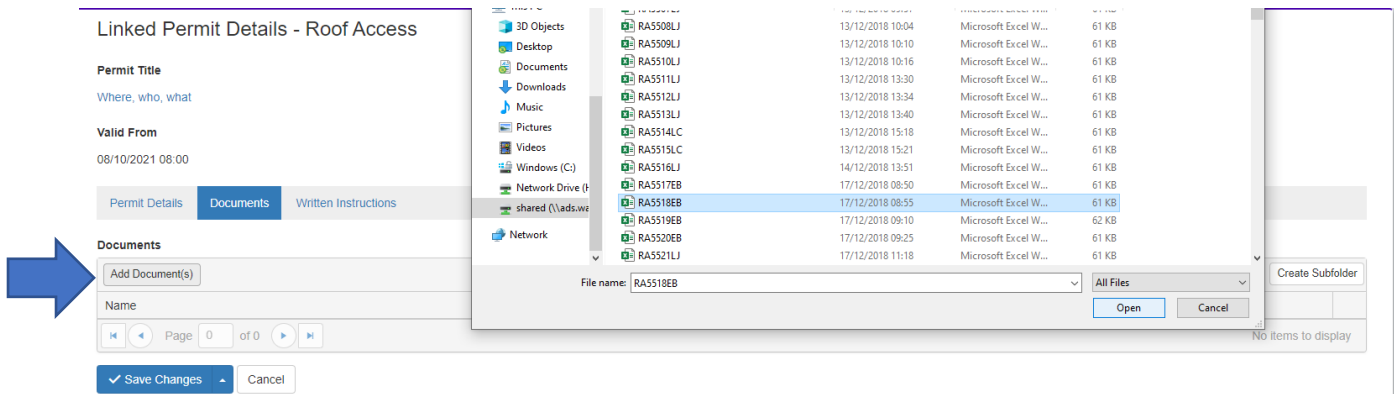 Linked Permit Details - Roof Access
Permit Title
Where, who, what
Valid From
08/10/2021 08:00
Permit Details Documents Written Instructions
Documents
Add Document(s)
Create Subfolder
Name
Page 0 of 0
No items to display
Save Changes
Cancel
3D Objects
Desktop
Documents
Downloads
Music
Pictures
Videos
Windows (C:)
Network Drive (H
shared (\\ads.wa
Network
RA5508LJ 13/12/2018 10:04 Microsoft Excel W... 61 KB
RA5509LJ 13/12/2018 10:10 Microsoft Excel W... 61 KB
RA5510LJ 13/12/2018 10:16 Microsoft Excel W... 61 KB
RA5511LJ 13/12/2018 13:30 Microsoft Excel W... 61 KB
RA5512LJ 13/12/2018 13:34 Microsoft Excel W... 61 KB
RA5513LJ 13/12/2018 13:40 Microsoft Excel W... 61 KB
RA5514LC 13/12/2018 15:18 Microsoft Excel W... 61 KB
RA5515LC 13/12/2018 15:21 Microsoft Excel W... 61 KB
RA5516LJ 14/12/2018 13:51 Microsoft Excel W... 61 KB
RA5517EB 17/12/2018 08:50 Microsoft Excel W... 61 KB
RA5518EB 17/12/2018 08:55 Microsoft Excel W... 61 KB
RA5519EB 17/12/2018 09:10 Microsoft Excel W... 62 KB
RA5520EB 17/12/2018 09:25 Microsoft Excel W... 61 KB
RA5521LJ 17/12/2018 11:18 Microsoft Excel W... 61 KB
File name: RA5518EB
All Files
Open Cancel